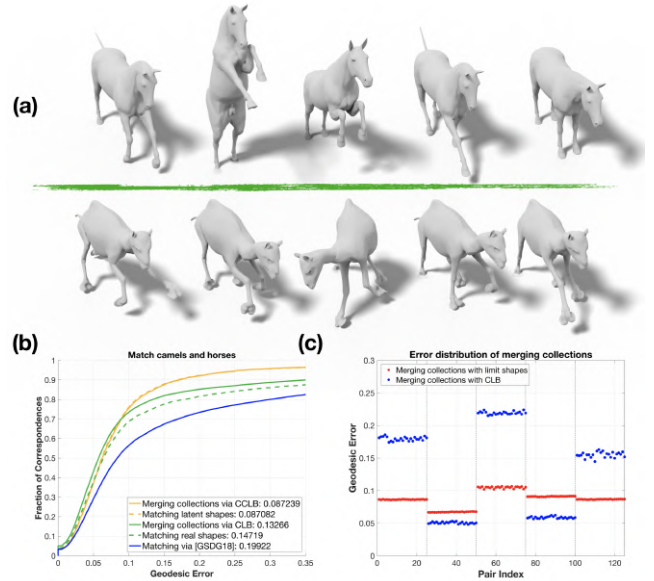 (a)
(b)
Match camels and horses
1
0.9
0.8
0.7
0.6
0.5
0.4
0.3
0.2
0.1
0
Fraction of Correspondences
Merging collections via CCLB: 0.087239
Matching latent shapes: 0.087082
Merging collections via CLB: 0.13266
Matching real shapes: 0.14719
Matching via [GSDG18]: 0.19922
0 0.05 0.1 0.15 0.2 0.25 0.3 0.35
Geodesic Error
(c)
Error distribution of merging collections
Merging collections with limit shapes
Merging collections with CLB
0.3
0.25
0.2
0.15
0.1
0.05
0
Geodesic Error
0 20 40 60 80 100 120
Pair Index